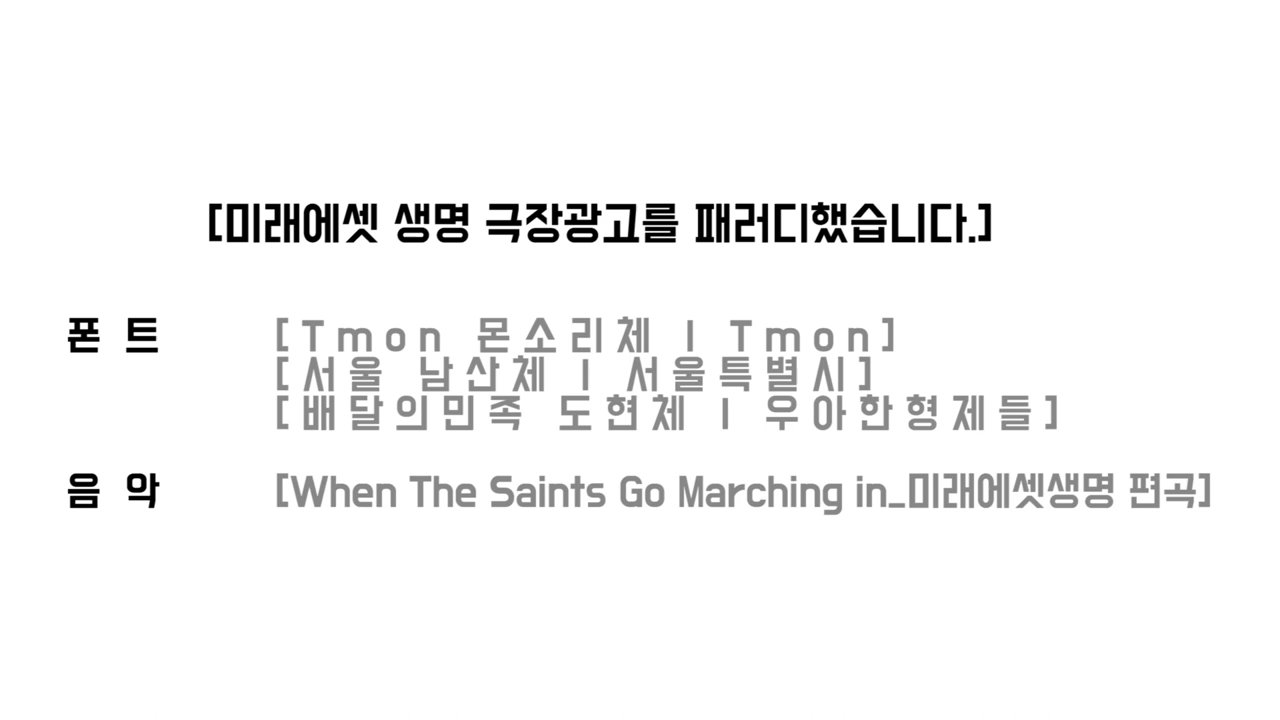 [미래에셋 생명 극장광고를 패러디했습니다.]
폰 트 [Tmon 몬소리체 | Tmon]
[서울 남산체 | 서울특별시]
[배달의민족 도현체 | 우아한형제들]
음 악 [When The Saints Go Marching in_미래에셋생명 편곡]